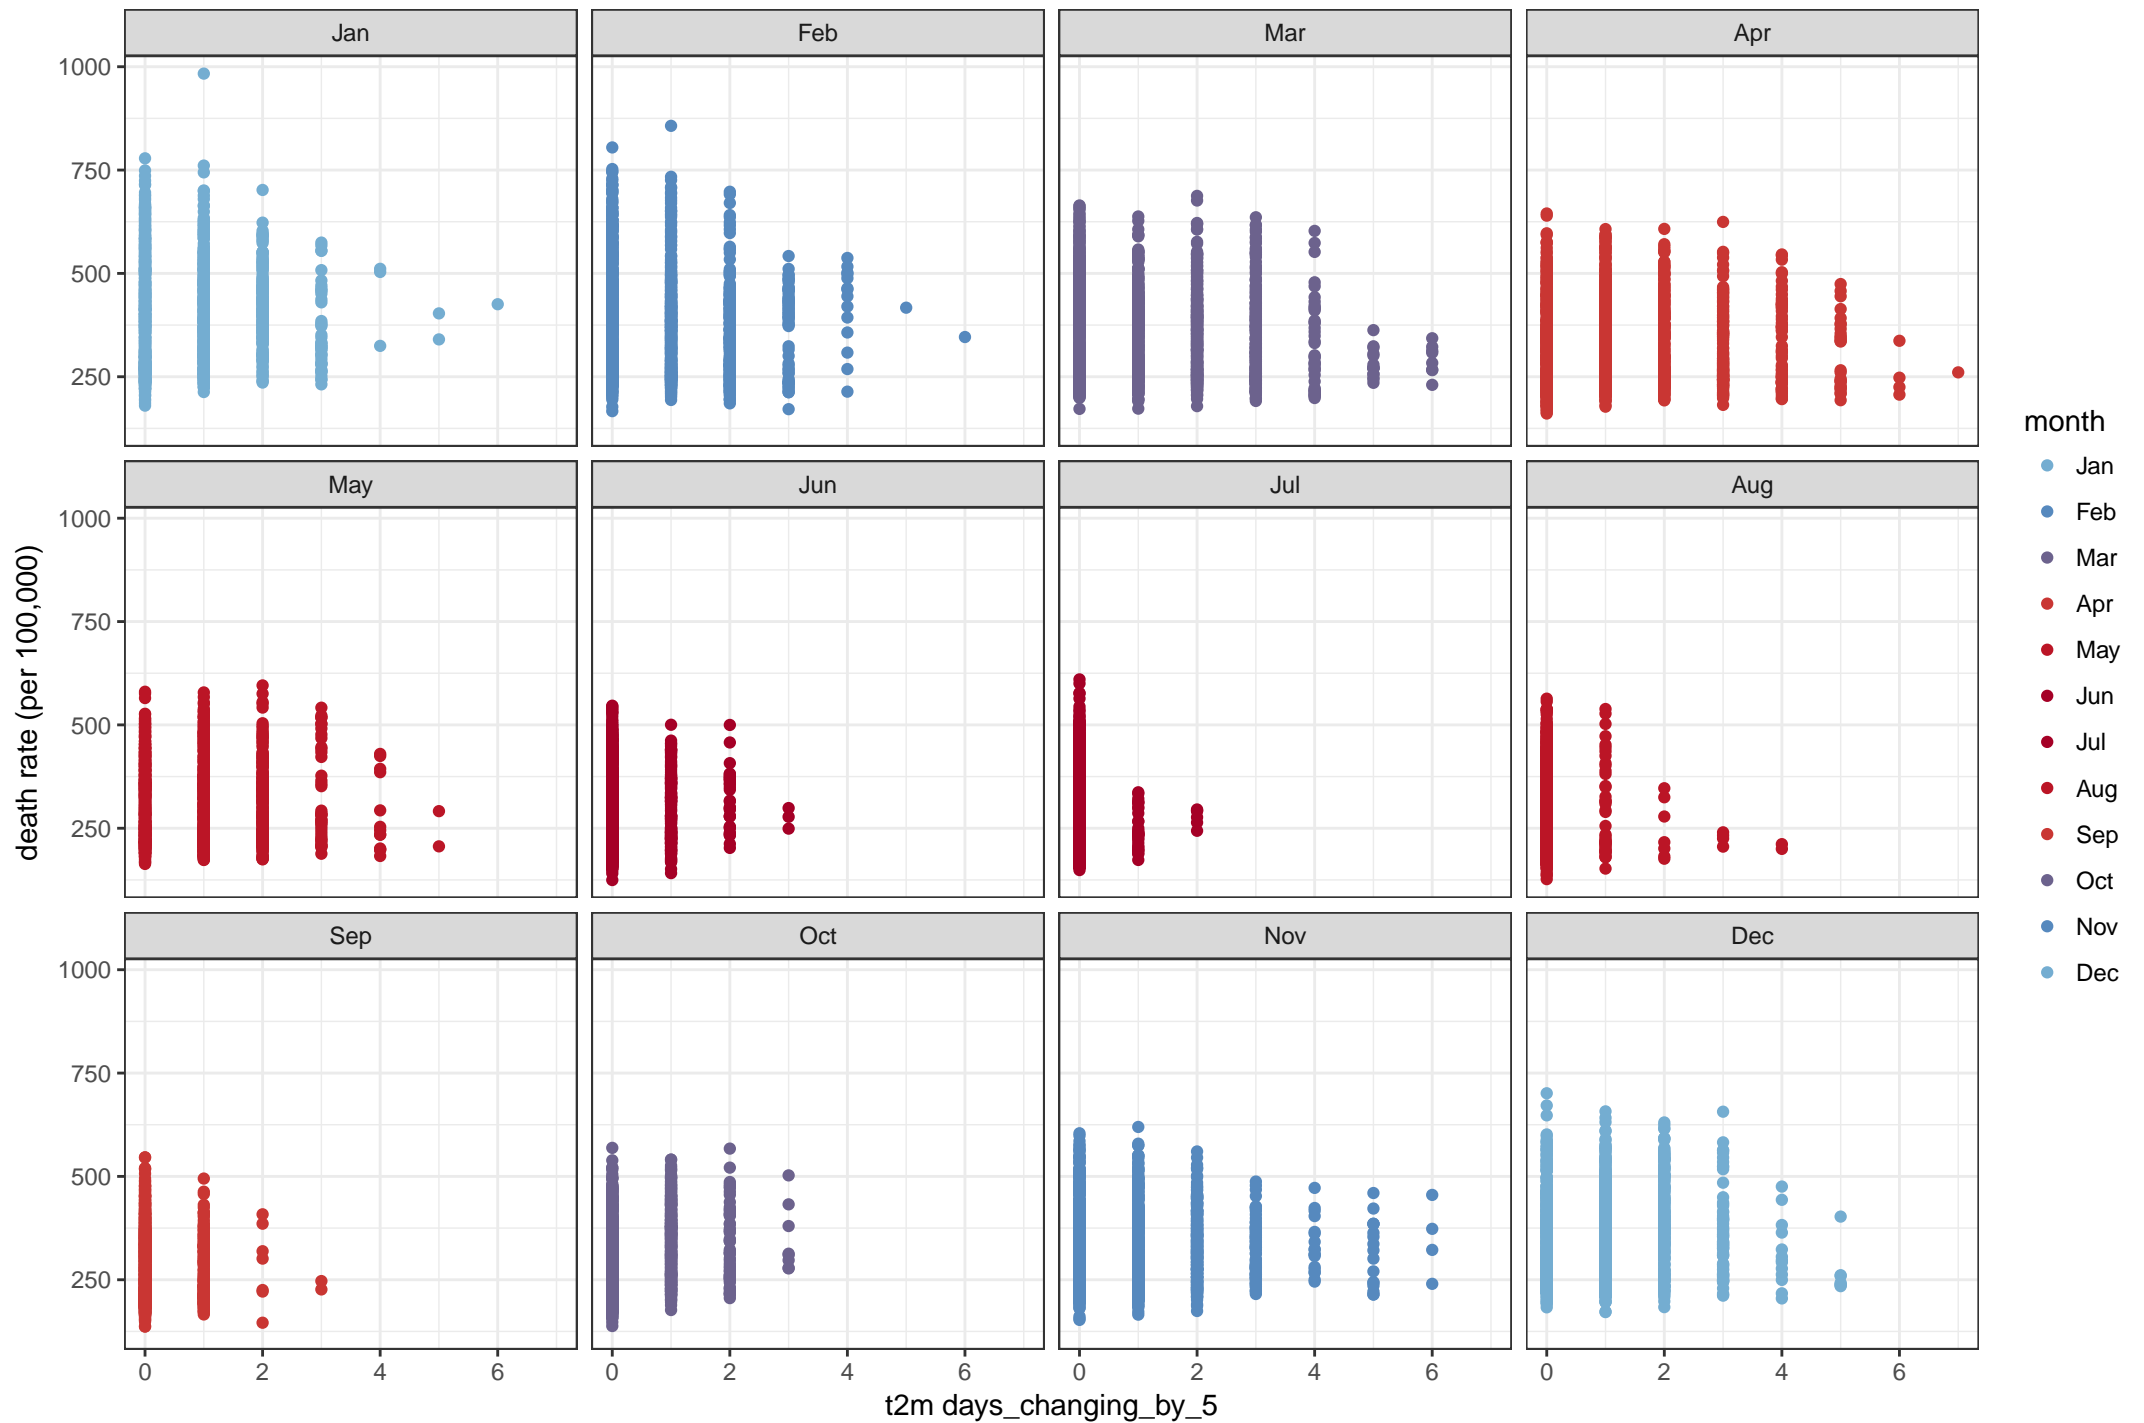 Jan Feb Mar Apr
1000
750
500
250
May Jun Jul Aug
1000
750
500
250
Sep Oct Nov Dec
1000
750
500
250
0 2 4 6 0 2 4 6 0 2 4 6 0 2 4 6
t2m days_changing_by_5
death rate (per 100,000)
month
Jan
Feb
Mar
Apr
May
Jun
Jul
Aug
Sep
Oct
Nov
Dec